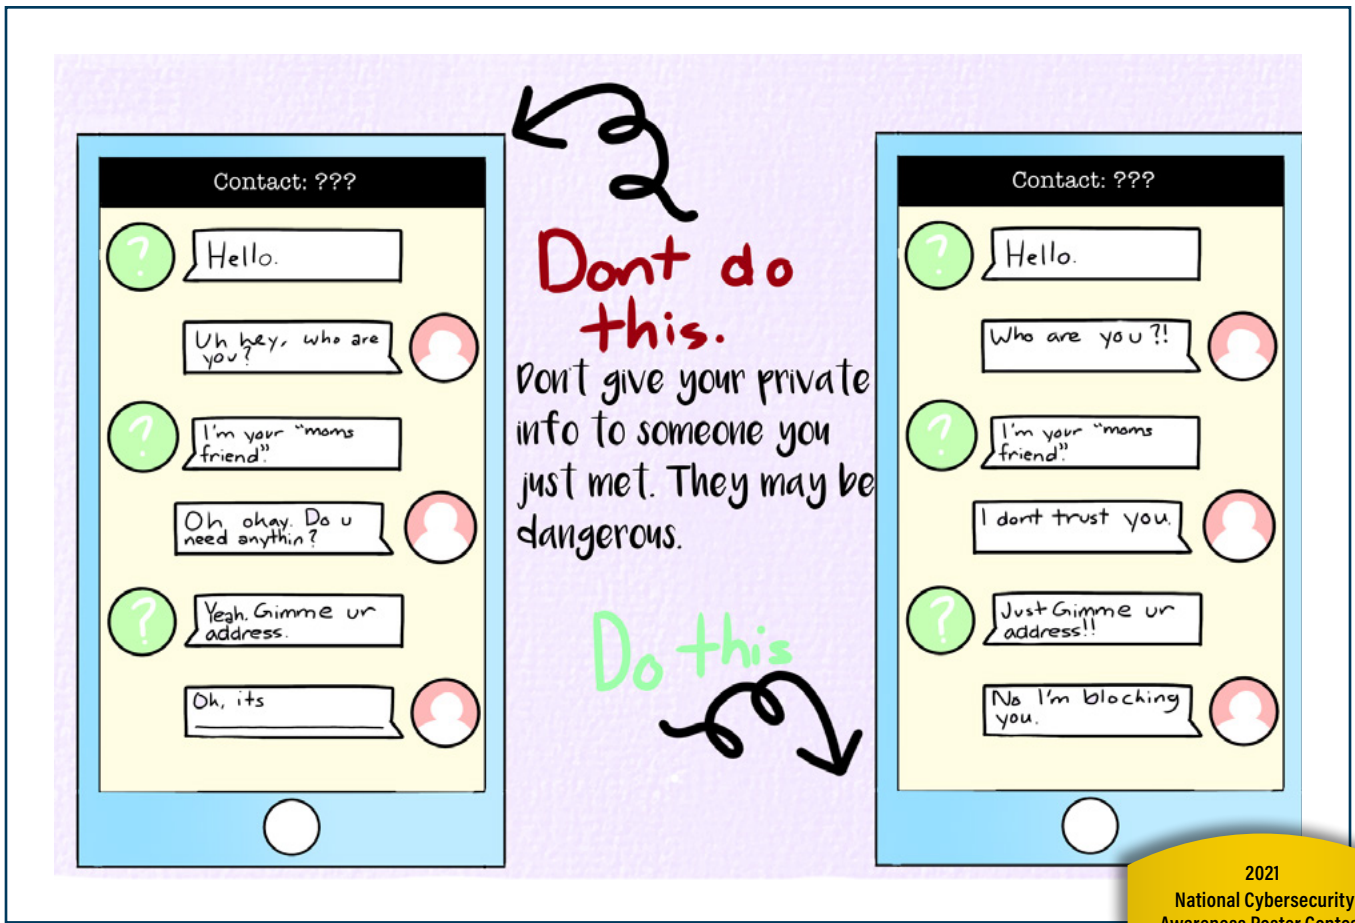 Contact: ???
?
Hello.
Uh hey, who are
you?
?
I'm your "moms
friend".
Oh okay. Do u
need anythin?
?
Yeah. Gimme ur
address.
Oh, its
Dont do
this.
Don't give your private
info to someone you
just met. They may be
dangerous.
Do this
Contact: ???
?
Hello.
Who are you?!
?
I'm your "moms
friend".
I dont trust you.
?
Just Gimme ur
address!!
No I'm blocking
you.
2021
National Cybersecurity
Awareness Poster